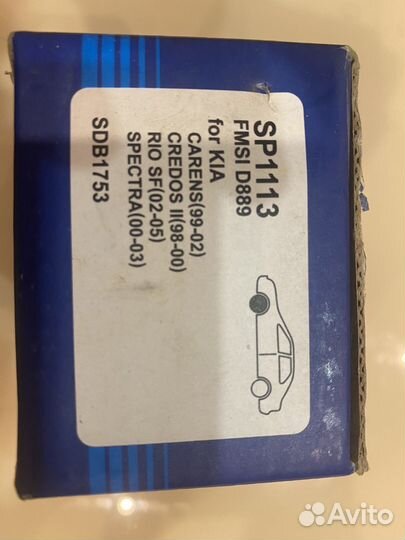 SP1113
FMSI D889
for KIA
CARENS(99-02)
CREDOS II(98-00)
RIO SF(02-05)
SPECTRA(00-03)
SDB1753
Avito